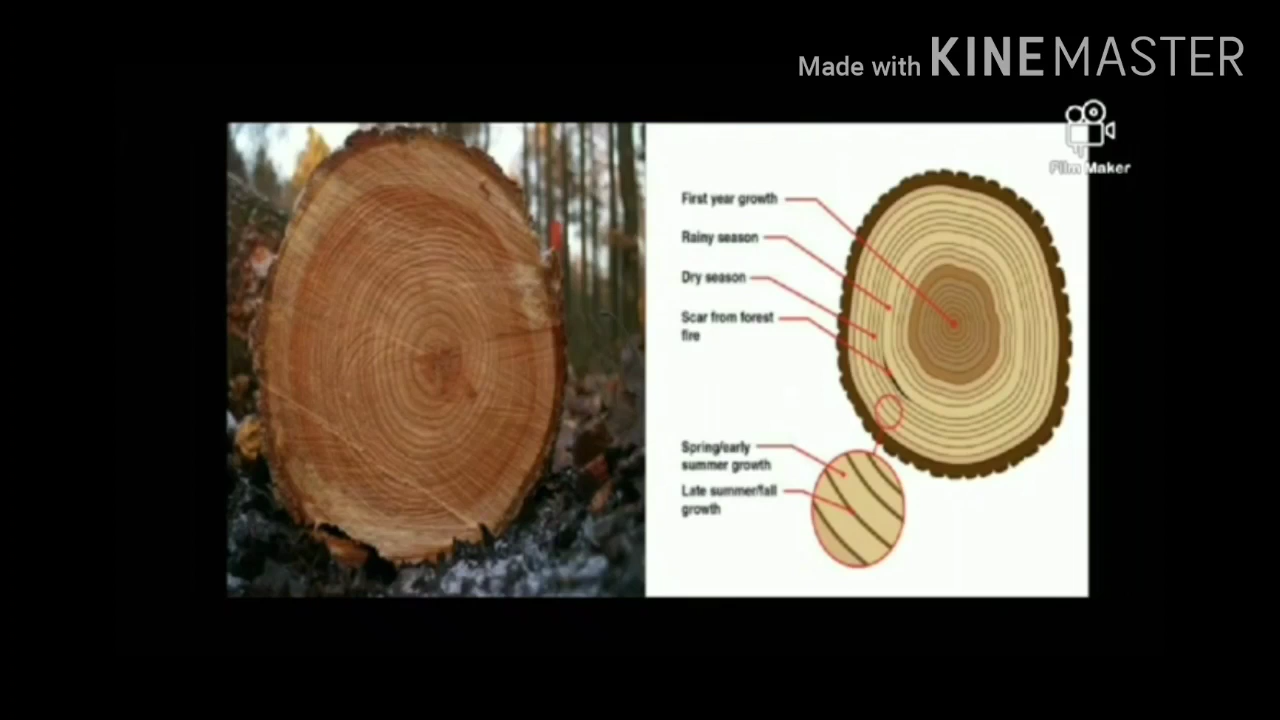 Made with KINEMASTER
Film Maker
First year growth
Rainy season
Dry season
Scar from forest
fire
Spring/early
summer growth
Late summer/fall
growth